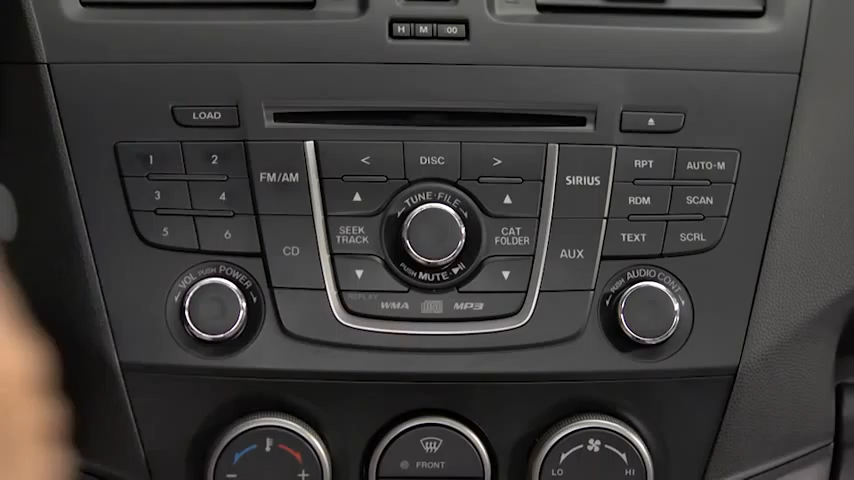 H M 00
LOAD
1 2 FM/AM < DISC > SIRIUS RPT AUTO-M
3 4 TUNE·FILE RDM SCAN
5 6 CD SEEK TRACK CAT FOLDER AUX TEXT SCRL
PUSH MUTE
VOL PUSH POWER
PUSH AUDIO CONT
REPLAY WMA MP3
FRONT
LO HI
- +